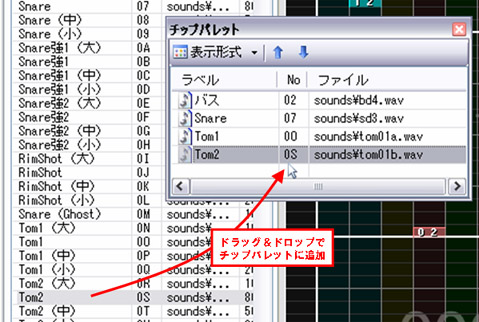 Snare 07 sounds¥... 8
Snare (中) 08 sounds¥...
Snare (小) 09 sounds¥...
Snare強1 (大) 0A
Snare強1 0B
Snare強1 (中) 0C
Snare強1 (小) 0D
Snare強2 (大) 0E
Snare強2 0F
Snare強2 (中) 0G
Snare強2 (小) 0H
RimShot (大) 0I
RimShot 0J
RimShot (中) 0K
RimShot (小) 0L
Snare (Ghost) 0M sounds¥...
Tom1 (大) 0N sounds¥...
Tom1 0O sounds¥...
Tom1 (中) 0P sounds¥...
Tom1 (小) 0Q sounds¥...
Tom2 (大) 0R sounds¥...
Tom2 0S sounds¥... 8
Tom2 (中) 0T sounds¥... 5
チップパレット
表示形式
ラベル No ファイル
バス 02 sounds¥bd4.wav
Snare 07 sounds¥sd3.wav
Tom1 0O sounds¥tom01a.wav
Tom2 0S sounds¥tom01b.wav
ドラッグ＆ドロップで
チップパレットに追加
1 2
0 2